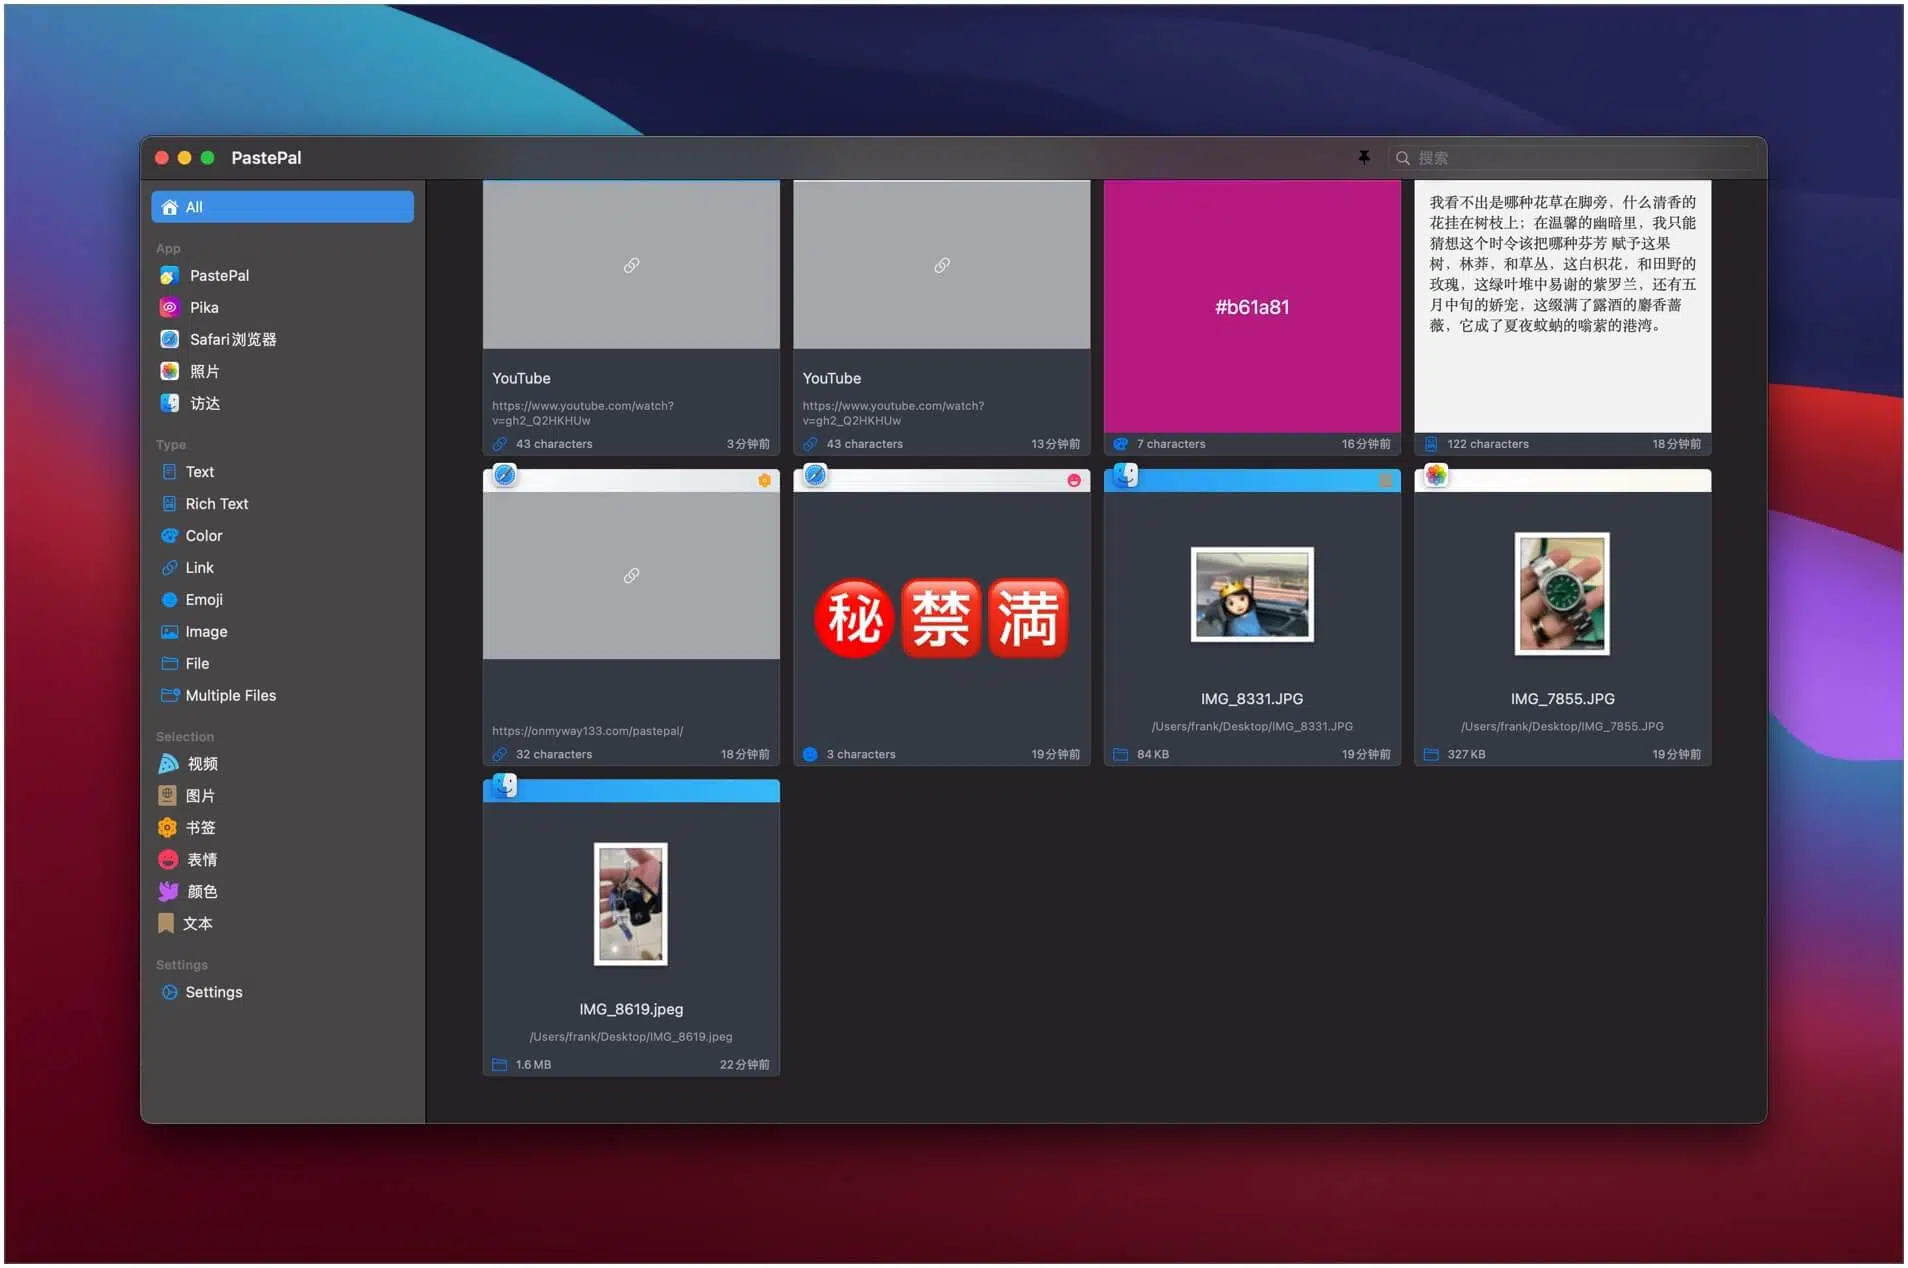 PastePal
搜索
All
App
PastePal
Pika
Safari浏览器
照片
访达
Type
Text
Rich Text
Color
Link
Emoji
Image
File
Multiple Files
Selection
视频
图片
书签
表情
颜色
文本
Settings
Settings
YouTube
https://www.youtube.com/watch?
v=gh2_Q2HKHUw
43 characters
3分钟前
YouTube
https://www.youtube.com/watch?
v=gh2_Q2HKHUw
43 characters
13分钟前
#b61a81
7 characters
16分钟前
我看不出是哪种花草在脚旁，什么清香的
花挂在树枝上；在温馨的幽暗里，我只能
猜想这个时令该把哪种芬芳 赋予这果
树，林莽，和草丛，这白枳花，和田野的
玫瑰，这绿叶堆中易谢的紫罗兰，还有五
月中旬的娇宠，这缀满了露酒的麝香蔷
薇，它成了夏夜蚊蚋的嗡萦的港湾。
122 characters
18分钟前
https://onmyway133.com/pastepal/
32 characters
18分钟前
秘 禁 満
3 characters
19分钟前
IMG_8331.JPG
/Users/frank/Desktop/IMG_8331.JPG
84 KB
19分钟前
IMG_7855.JPG
/Users/frank/Desktop/IMG_7855.JPG
327 KB
19分钟前
IMG_8619.jpeg
/Users/frank/Desktop/IMG_8619.jpeg
1.6 MB
22分钟前